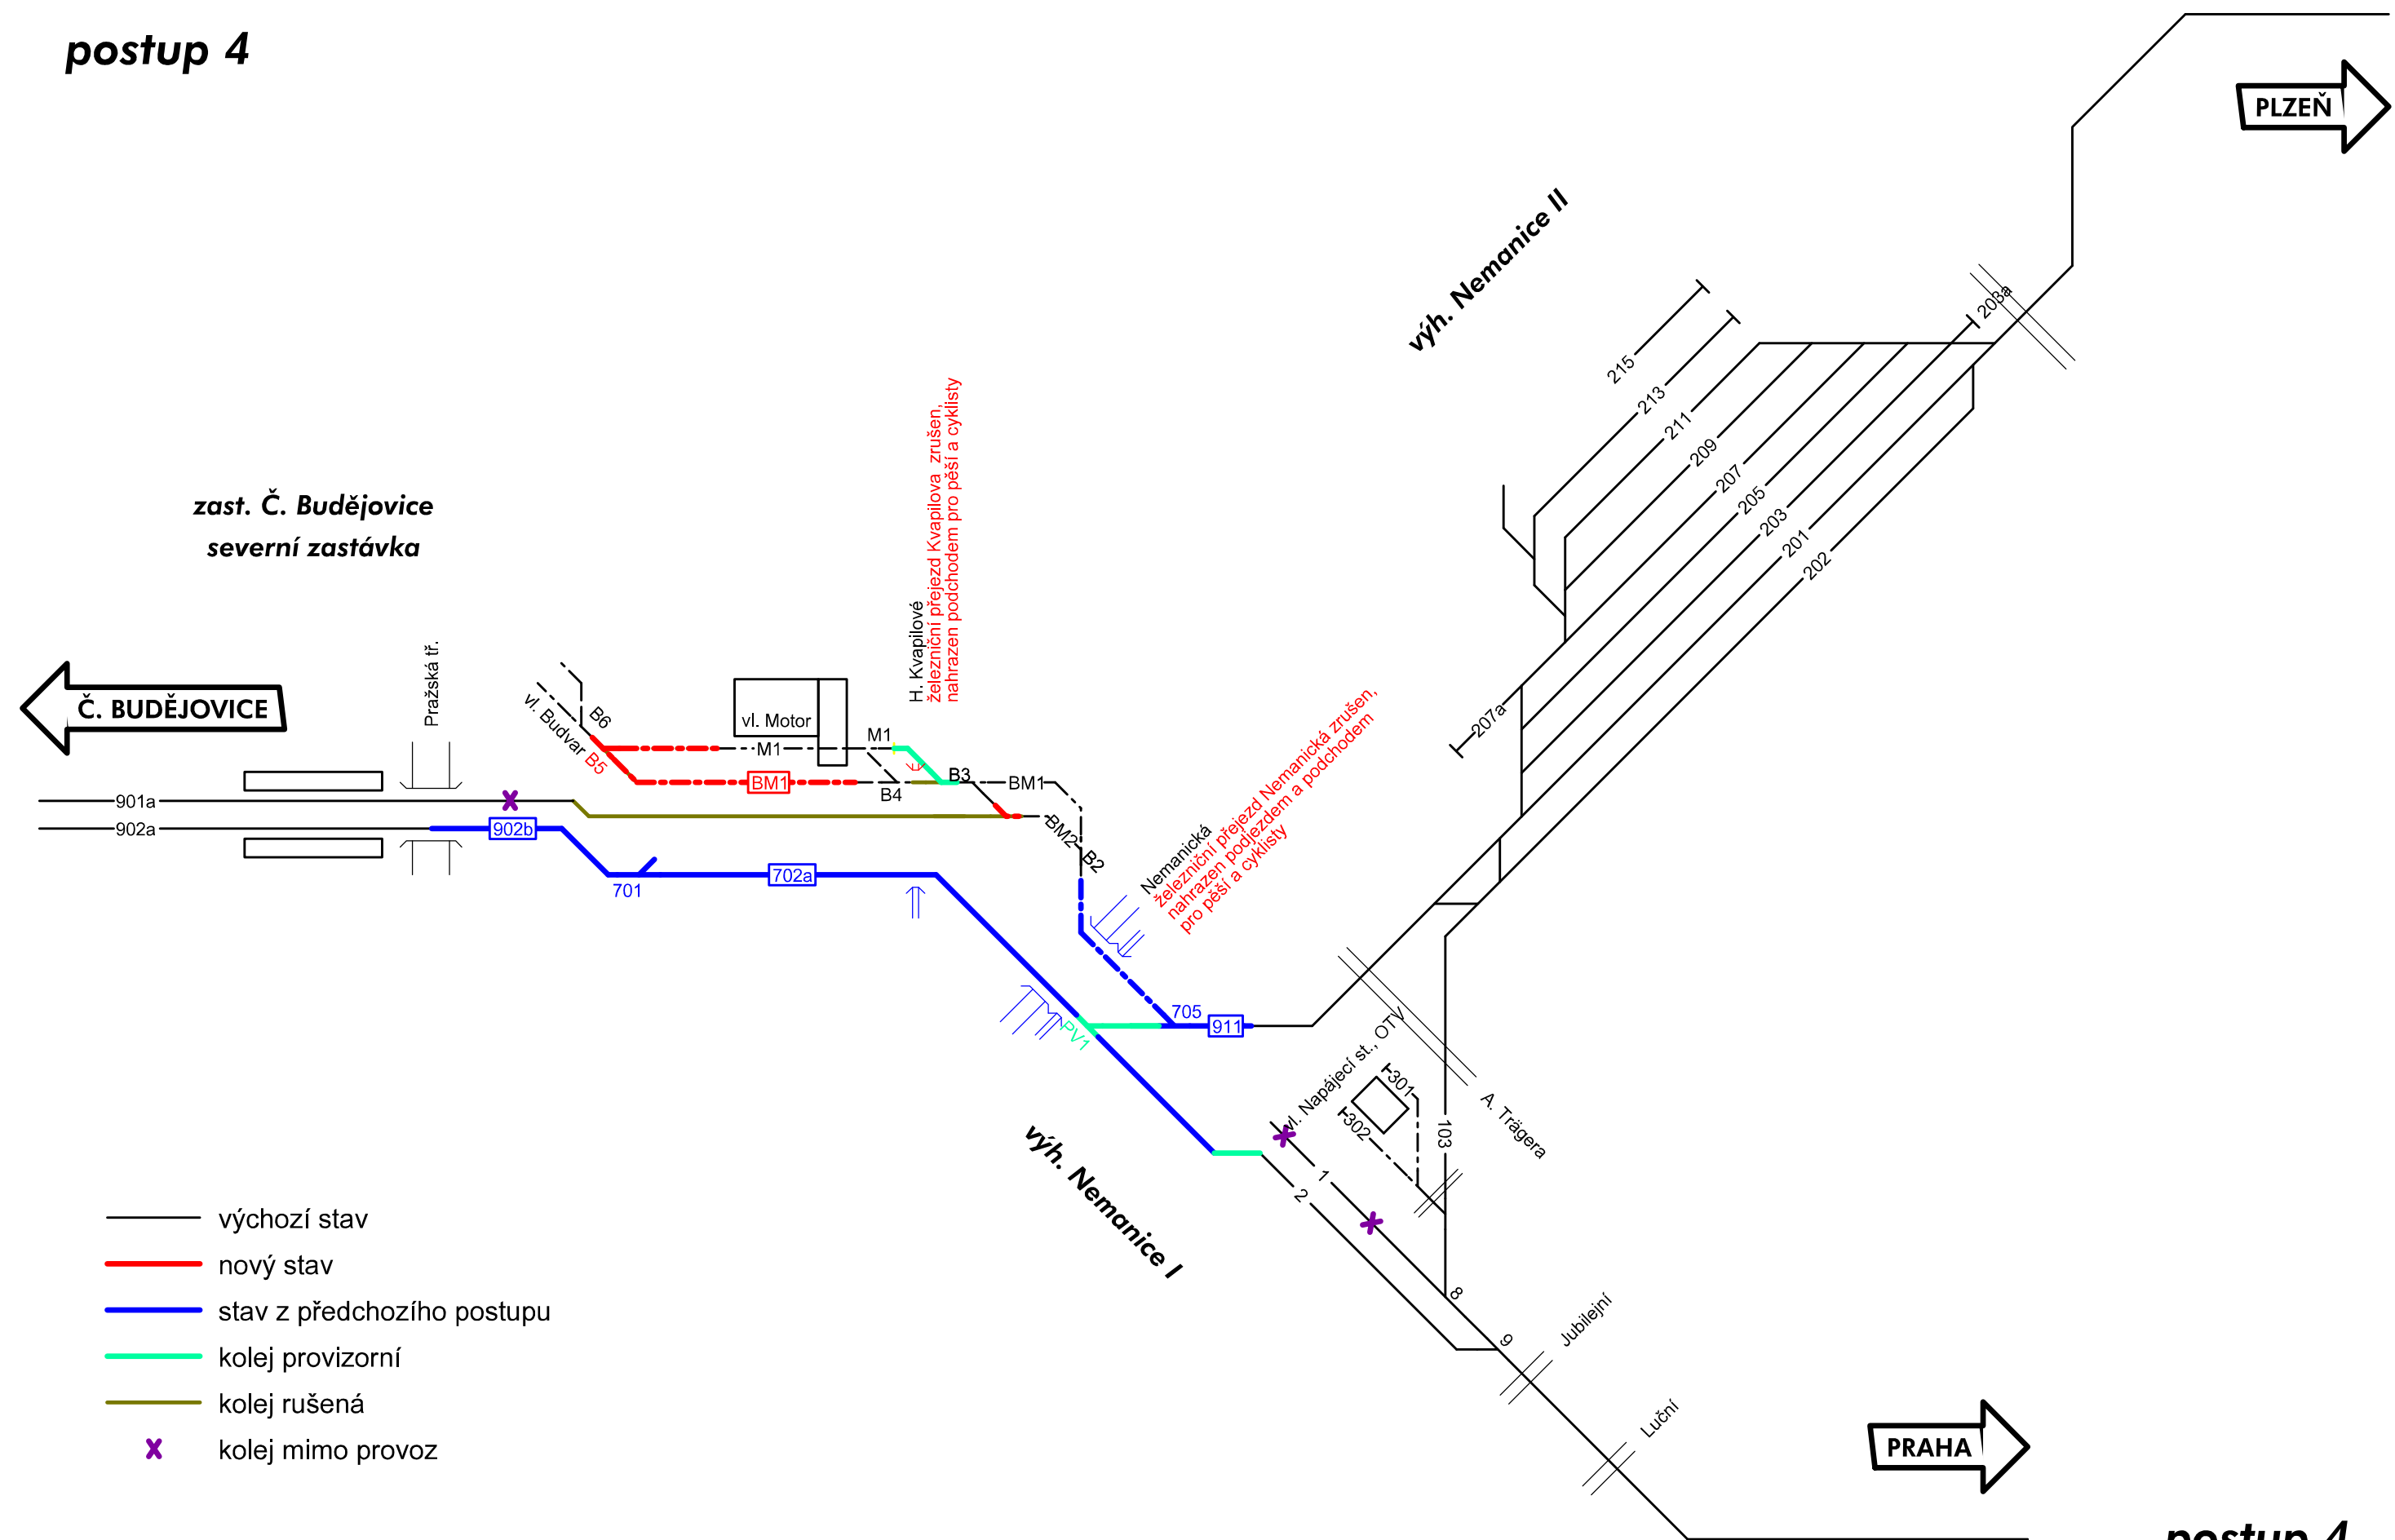 postup 4
PLZEŇ
výh. Nemanice II
203a
215
213
211
209
207
205
203
201
202
207a
zast. Č. Budějovice
severní zastávka
Č. BUDĚJOVICE
Pražská tř.
H. Kvapilové
železniční přejezd Kvapilova zrušen,
nahrazen podchodem pro pěší a cyklisty
vl. Budvar
B6
B5
vl. Motor
M1
M1
BM1
B4
B3
BM1
BM2
B2
901a
902a
902b
701
702a
Nemanická
železniční přejezd Nemanická zrušen,
nahrazen podjezdem a podchodem
pro pěší a cyklisty
PV1
705
911
vl. Napájecí st., OTV
301
302
103
A. Trägera
výh. Nemanice I
1
2
8
9
Jubilejní
Luční
PRAHA
výchozí stav
nový stav
stav z předchozího postupu
kolej provizorní
kolej rušená
kolej mimo provoz
postup 4